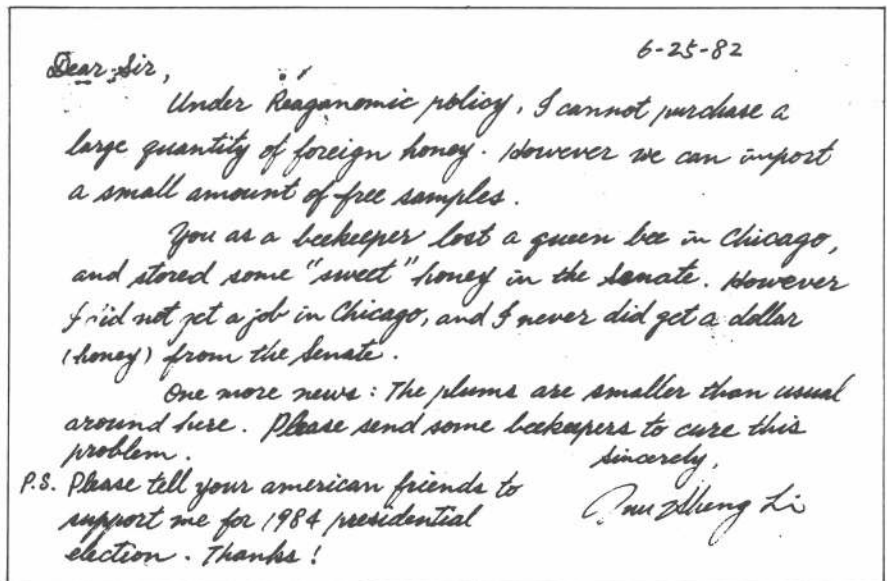 6-25-82
Dear Sir,
Under Reaganomic policy, I cannot purchase a
large quantity of foreign honey. However we can import
a small amount of free samples.
You as a beekeeper lost a queen bee in Chicago,
and stored some "sweet" honey in the Senate. However
I did not get a job in Chicago, and I never did get a dollar
(honey) from the Senate.
One more news: The plums are smaller than usual
around here. Please send some beekeepers to cure this
problem.
Sincerely,
Li
P.S. Please tell your american friends to
support me for 1984 presidential
election. Thanks!